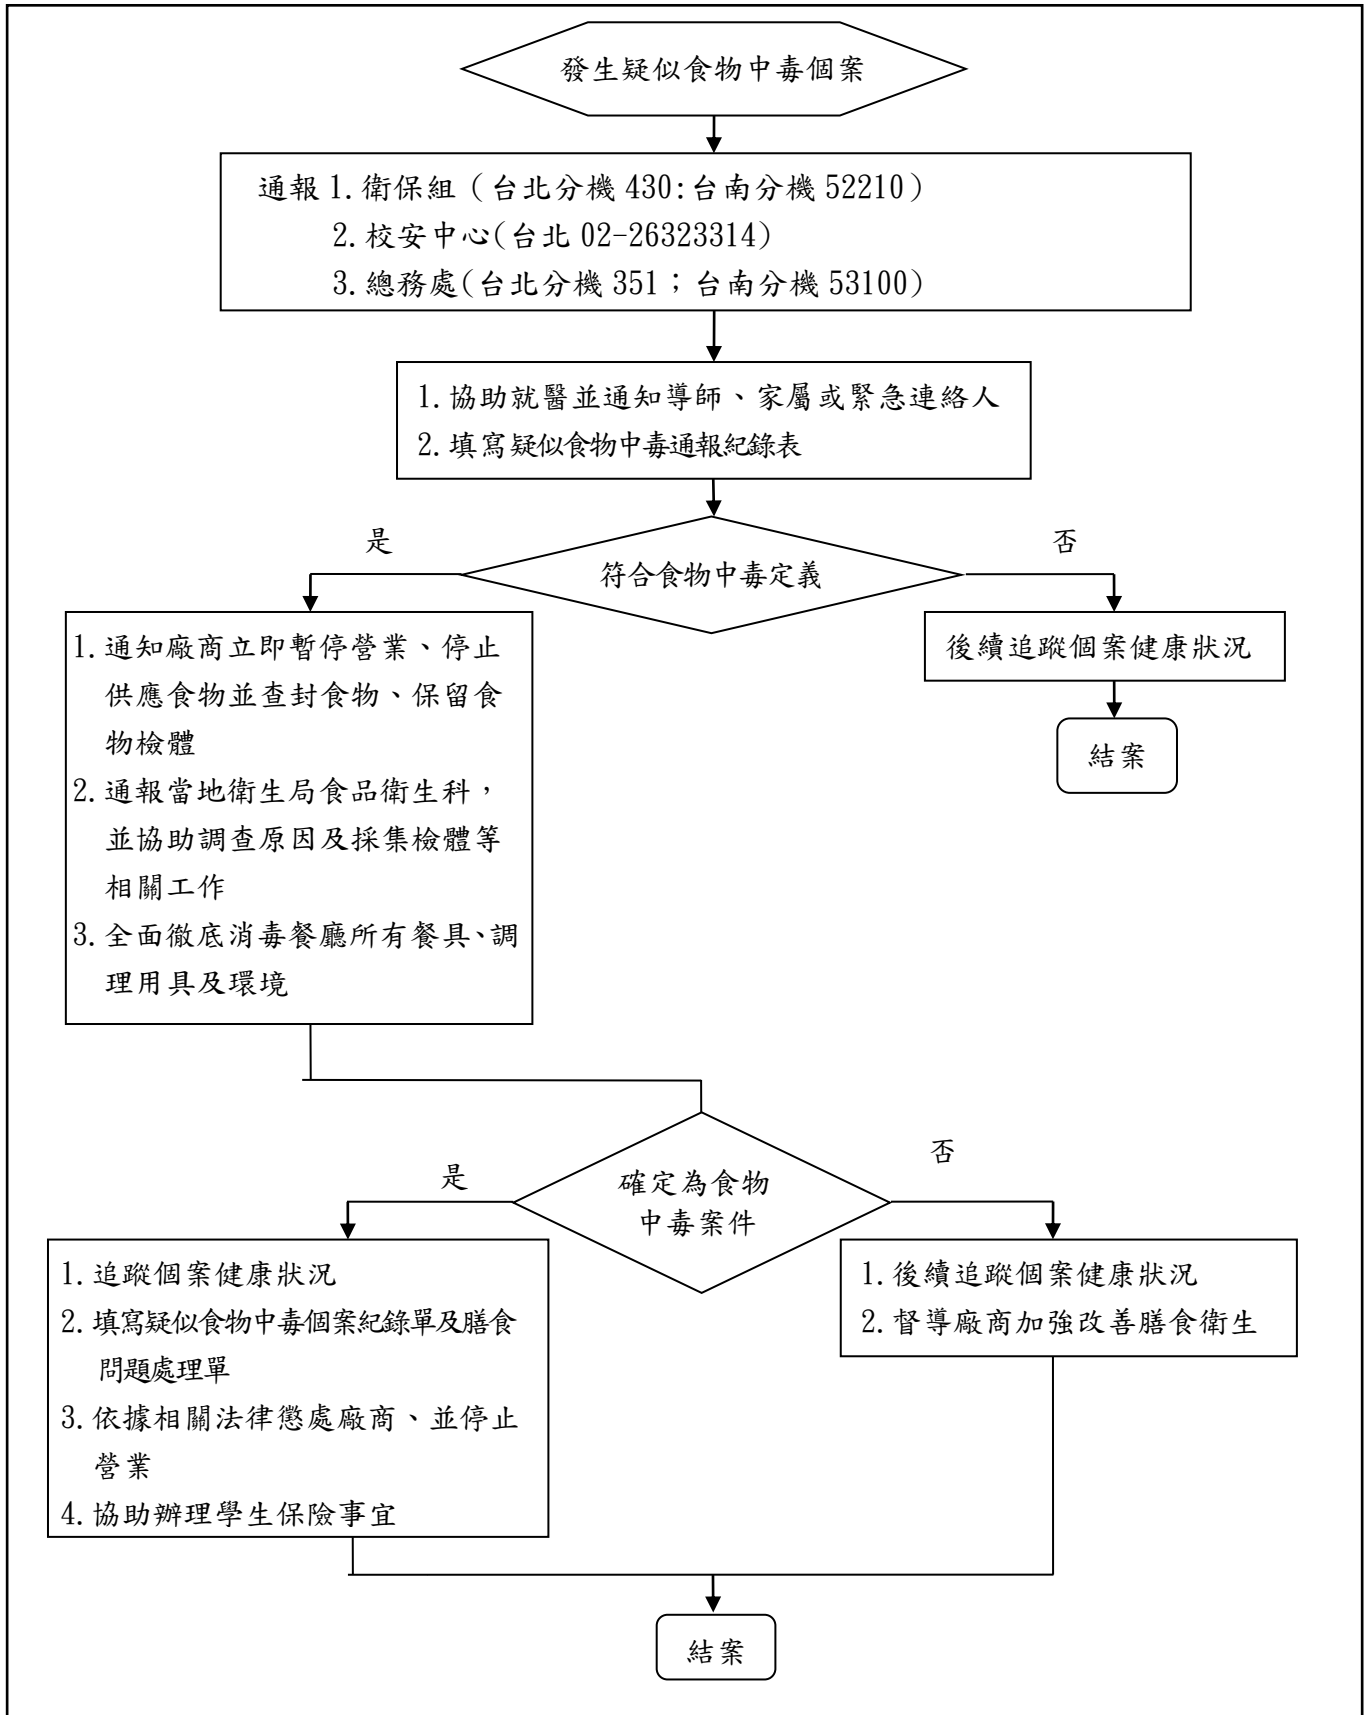 發生疑似食物中毒個案
通報 1.衛保組（台北分機 430:台南分機 52210）
2.校安中心(台北 02-26323314)
3.總務處(台北分機 351；台南分機 53100)
1.協助就醫並通知導師、家屬或緊急連絡人
2.填寫疑似食物中毒通報紀錄表
符合食物中毒定義
是
否
1.通知廠商立即暫停營業、停止
供應食物並查封食物、保留食
物檢體
2.通報當地衛生局食品衛生科，
並協助調查原因及採集檢體等
相關工作
3.全面徹底消毒餐廳所有餐具、調
理用具及環境
後續追蹤個案健康狀況
結案
確定為食物
中毒案件
是
否
1.追蹤個案健康狀況
2.填寫疑似食物中毒個案紀錄單及膳食
問題處理單
3.依據相關法律懲處廠商、並停止
營業
4.協助辦理學生保險事宜
1.後續追蹤個案健康狀況
2.督導廠商加強改善膳食衛生
結案